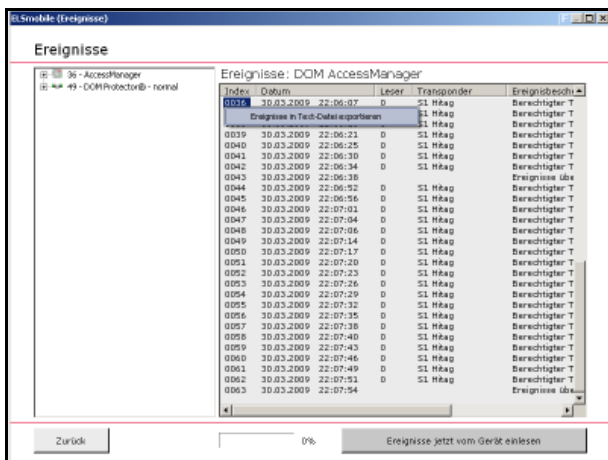 ELSmobile (Ereignisse)
Ereignisse
36 - AccessManager
49 - DOM Protector® - normal
Ereignisse: DOM AccessManager
Index Datum Leser Transponder Ereignisbeschr
0036 30.03.2009 22:06:07 0 S1 Hitag Berechtigter T
Ereignisse in Text-Datei exportieren
0039 30.03.2009 22:06:21 0 S1 Hitag Berechtigter T
0040 30.03.2009 22:06:25 0 S1 Hitag Berechtigter T
0041 30.03.2009 22:06:30 0 S1 Hitag Berechtigter T
0042 30.03.2009 22:06:34 0 S1 Hitag Berechtigter T
0043 30.03.2009 22:06:38 Ereignisse übe
0044 30.03.2009 22:06:52 0 S1 Hitag Berechtigter T
0045 30.03.2009 22:06:56 0 S1 Hitag Berechtigter T
0046 30.03.2009 22:07:01 0 S1 Hitag Berechtigter T
0047 30.03.2009 22:07:04 0 S1 Hitag Berechtigter T
0048 30.03.2009 22:07:06 0 S1 Hitag Berechtigter T
0049 30.03.2009 22:07:14 0 S1 Hitag Berechtigter T
0050 30.03.2009 22:07:17 0 S1 Hitag Berechtigter T
0051 30.03.2009 22:07:20 0 S1 Hitag Berechtigter T
0052 30.03.2009 22:07:23 0 S1 Hitag Berechtigter T
0053 30.03.2009 22:07:26 0 S1 Hitag Berechtigter T
0054 30.03.2009 22:07:29 0 S1 Hitag Berechtigter T
0055 30.03.2009 22:07:32 0 S1 Hitag Berechtigter T
0056 30.03.2009 22:07:35 0 S1 Hitag Berechtigter T
0057 30.03.2009 22:07:38 0 S1 Hitag Berechtigter T
0058 30.03.2009 22:07:40 0 S1 Hitag Berechtigter T
0059 30.03.2009 22:07:43 0 S1 Hitag Berechtigter T
0060 30.03.2009 22:07:46 0 S1 Hitag Berechtigter T
0061 30.03.2009 22:07:49 0 S1 Hitag Berechtigter T
0062 30.03.2009 22:07:51 0 S1 Hitag Berechtigter T
0063 30.03.2009 22:07:54 Ereignisse übe
Zurück 0% Ereignisse jetzt vom Gerät einlesen